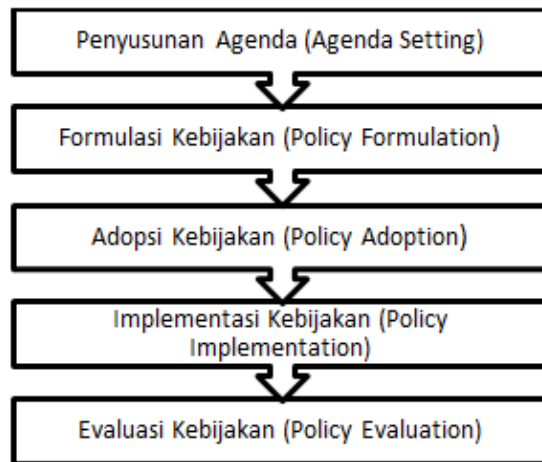 Penyusunan Agenda (Agenda Setting)
Formulasi Kebijakan (Policy Formulation)
Adopsi Kebijakan (Policy Adoption)
Implementasi Kebijakan (Policy
Implementation)
Evaluasi Kebijakan (Policy Evaluation)